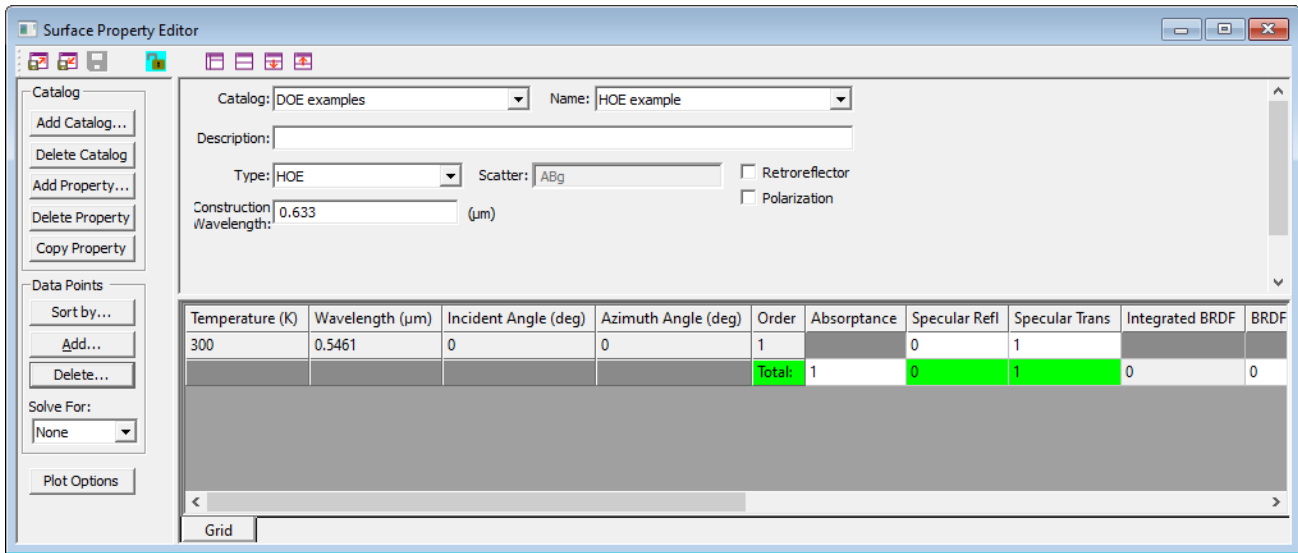 Surface Property Editor
Catalog
Add Catalog...
Delete Catalog
Add Property...
Delete Property
Copy Property
Data Points
Sort by...
Add...
Delete...
Solve For:
None
Plot Options
Catalog: DOE examples Name: HOE example
Description:
Type: HOE Scatter: ABg Retroreflector
Polarization
Construction
Wavelength: 0.633 (µm)
Temperature (K) Wavelength (µm) Incident Angle (deg) Azimuth Angle (deg) Order Absorptance Specular Refl Specular Trans Integrated BRDF BRDF
300 0.5461 0 0 1 0 1
Total: 1 0 1 0 0
Grid